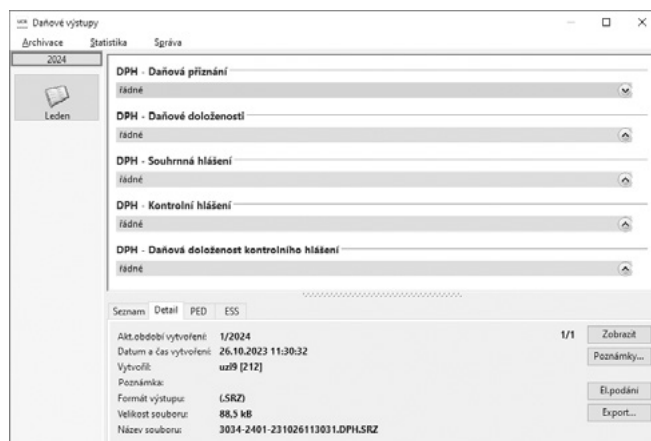 Daňové výstupy
Archivace Statistika Správa
2024
Leden
DPH - Daňová přiznání
řádné
DPH - Daňové doloženosti
řádné
DPH - Souhrnná hlášení
řádné
DPH - Kontrolní hlášení
řádné
DPH - Daňová doloženost kontrolního hlášení
řádné
Seznam Detail PED ESS
Akt.období vytvoření: 1/2024 1/1 Zobrazit
Datum a čas vytvoření: 26.10.2023 11:30:32 Poznámky...
Vytvořil: uzl9 [212]
Poznámka: El.podání
Formát výstupu: (.SRZ)
Velikost souboru: 88,5 kB Export...
Název souboru: 3034-2401-231026113031.DPH.SRZ